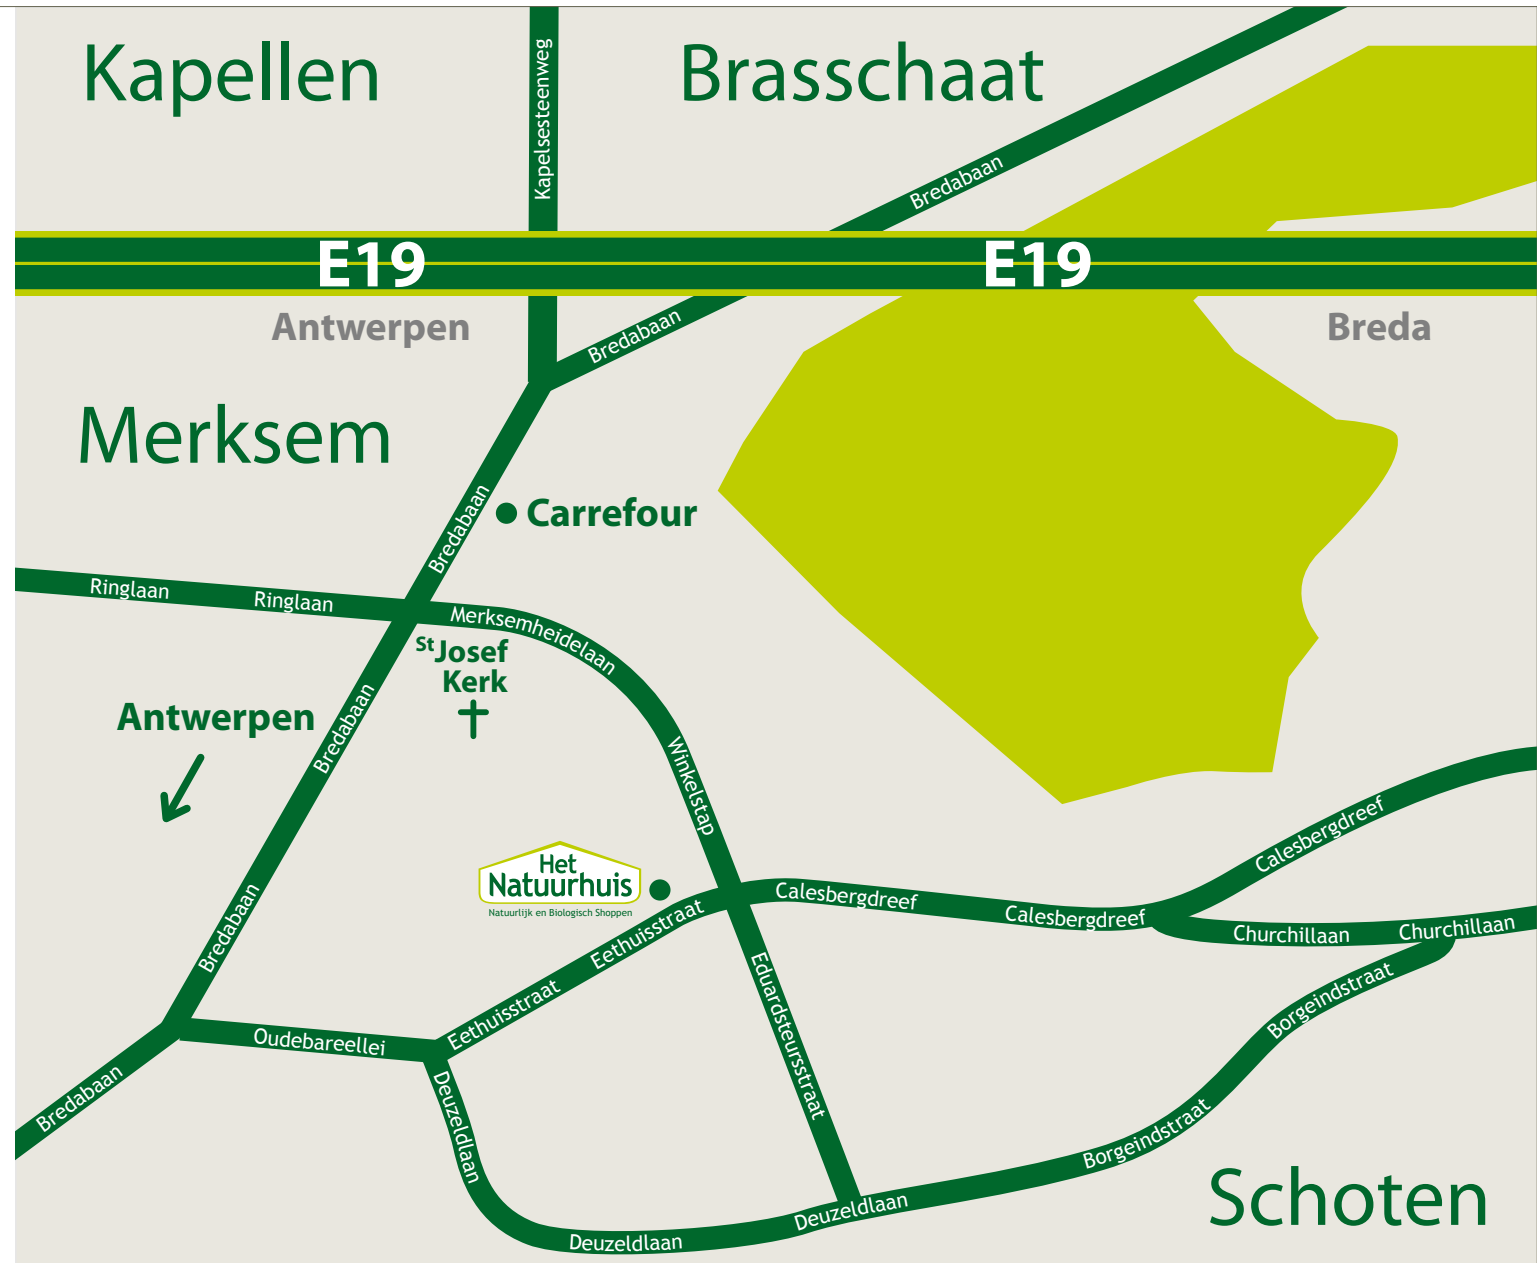 Kapellen
Brasschaat
Kapelsesteenweg
Bredabaan
E19
E19
Antwerpen
Breda
Bredabaan
Merksem
Carrefour
Bredabaan
Ringlaan
Ringlaan
Merksemheidelaan
St Josef
Kerk
Antwerpen
Bredabaan
Winkelstap
Het
Natuurhuis
Natuurlijk en Biologisch Shoppen
Calesbergdreef
Calesbergdreef
Calesbergdreef
Churchillaan
Churchillaan
Bredabaan
Eethuisstraat
Eethuisstraat
Eduardsteursstraat
Oudebareellei
Borgeindstraat
Bredabaan
Deuzeldlaan
Borgeindstraat
Schoten
Deuzeldlaan
Deuzeldlaan